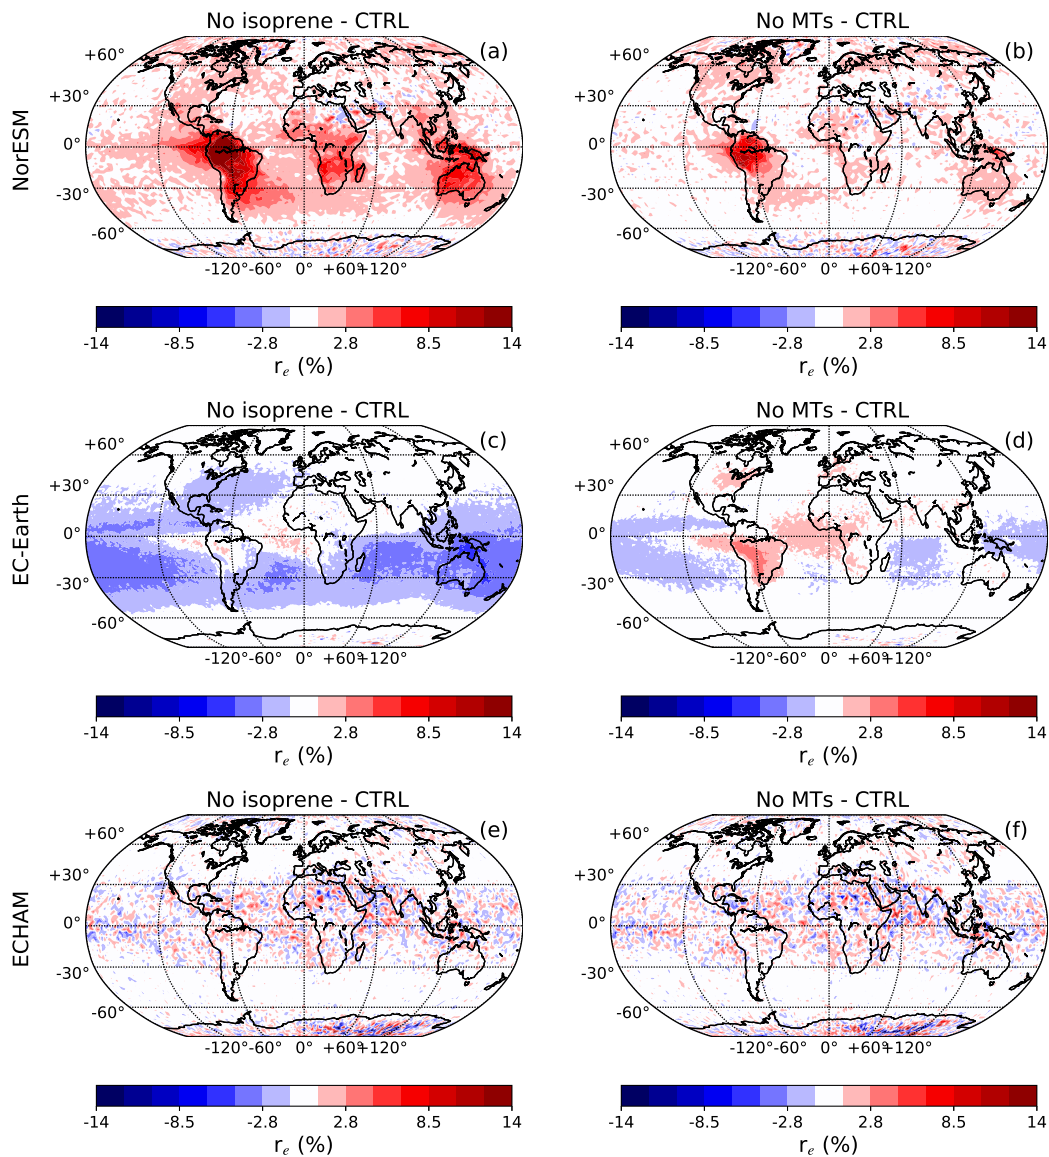 No isoprene - CTRL
No MTs - CTRL
NorESM
(a)
+60°
+30°
0°
-30°
-60°
-120° -60° 0° +60° +120°
(b)
+60°
+30°
0°
-30°
-60°
-120° -60° 0° +60° +120°
-14 -8.5 -2.8 2.8 8.5 14
r_e (%)
-14 -8.5 -2.8 2.8 8.5 14
r_e (%)
No isoprene - CTRL
No MTs - CTRL
EC-Earth
(c)
+60°
+30°
0°
-30°
-60°
-120° -60° 0° +60° +120°
(d)
+60°
+30°
0°
-30°
-60°
-120° -60° 0° +60° +120°
-14 -8.5 -2.8 2.8 8.5 14
r_e (%)
-14 -8.5 -2.8 2.8 8.5 14
r_e (%)
No isoprene - CTRL
No MTs - CTRL
ECHAM
(e)
+60°
+30°
0°
-30°
-60°
-120° -60° 0° +60° +120°
(f)
+60°
+30°
0°
-30°
-60°
-120° -60° 0° +60° +120°
-14 -8.5 -2.8 2.8 8.5 14
r_e (%)
-14 -8.5 -2.8 2.8 8.5 14
r_e (%)